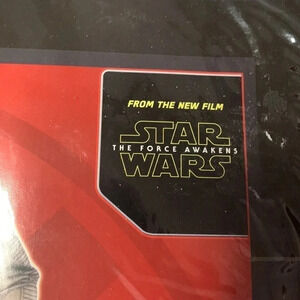 FROM THE NEW FILM
STAR
THE FORCE AWAKENS
WARS